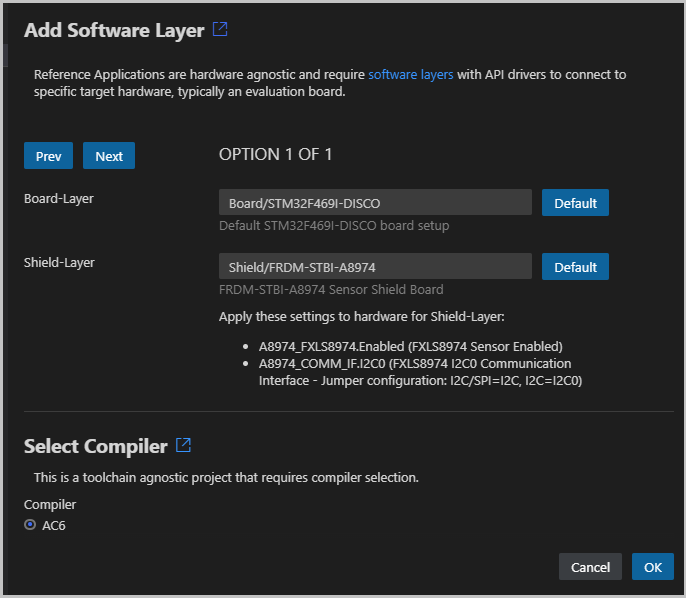 Add Software Layer
Reference Applications are hardware agnostic and require software layers with API drivers to connect to
specific target hardware, typically an evaluation board.
Prev Next OPTION 1 OF 1
Board-Layer Board/STM32F469I-DISCO Default
Default STM32F469I-DISCO board setup
Shield-Layer Shield/FRDM-STBI-A8974 Default
FRDM-STBI-A8974 Sensor Shield Board
Apply these settings to hardware for Shield-Layer:
• A8974_FXLS8974.Enabled (FXLS8974 Sensor Enabled)
• A8974_COMM_IF.I2C0 (FXLS8974 I2C0 Communication
Interface - Jumper configuration: I2C/SPI=I2C, I2C=I2C0)
Select Compiler
This is a toolchain agnostic project that requires compiler selection.
Compiler
AC6
Cancel OK